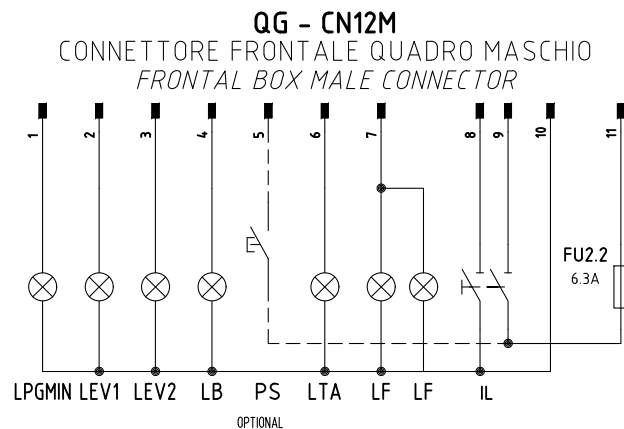 QG - CN12M
CONNETTORE FRONTALE QUADRO MASCHIO
FRONTAL BOX MALE CONNECTOR
1 2 3 4 5 6 7 8 9 10 11
FU2.2
6.3A
LPGMIN LEV1 LEV2 LB PS LTA LF LF IL
OPTIONAL